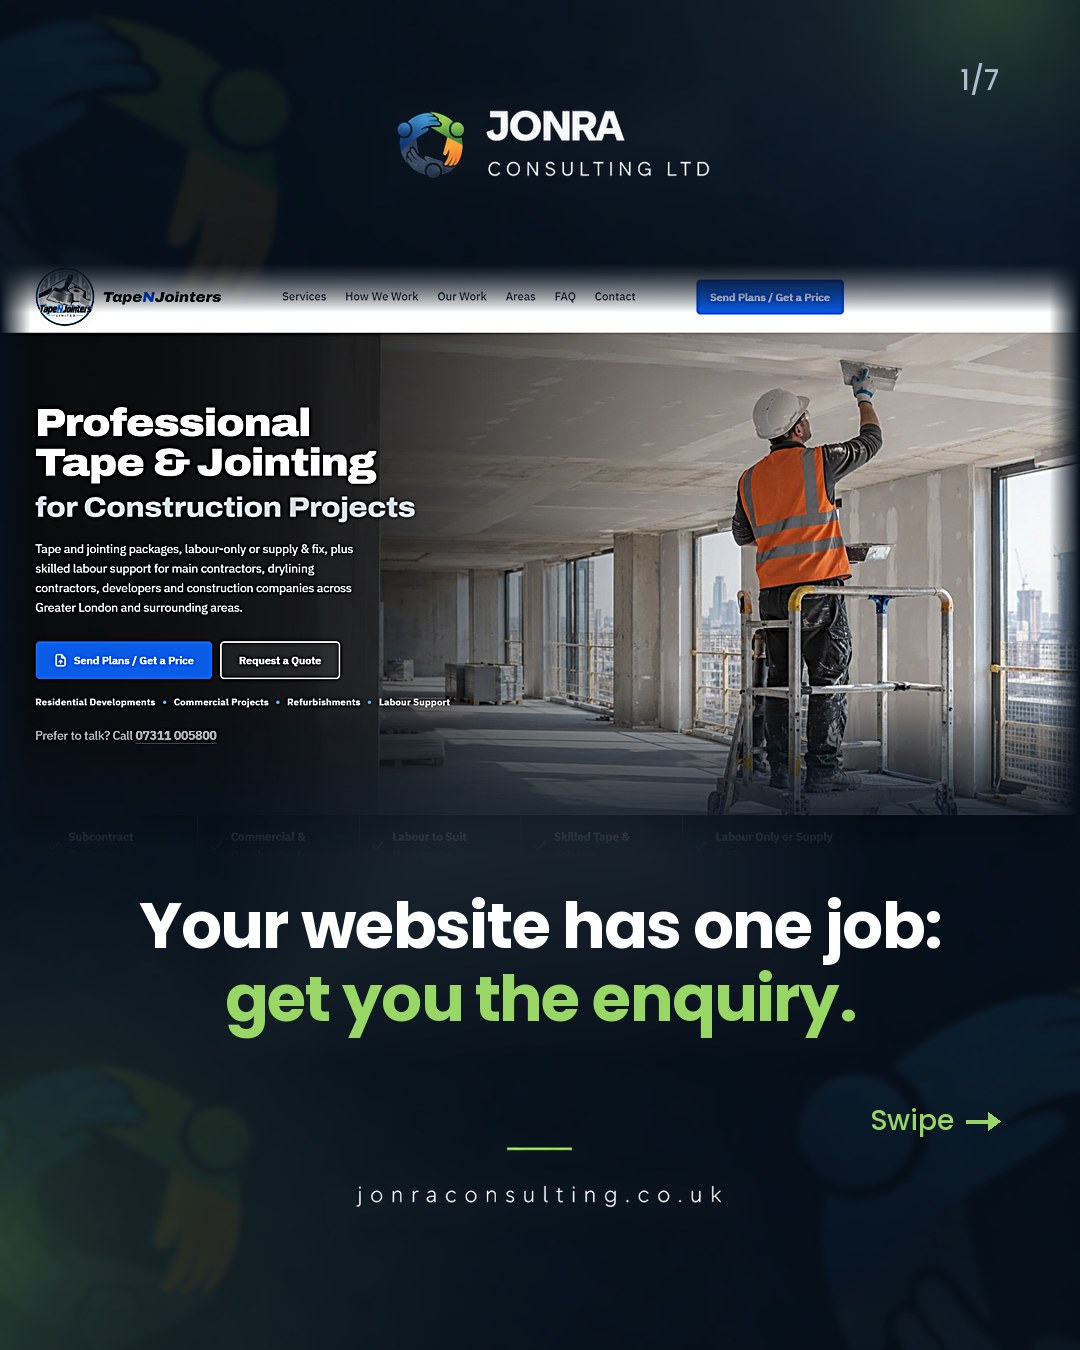 1/7
JONRA
CONSULTING LTD
TapeNJointers
LIMITED
TapeNJointers
Services
How We Work
Our Work
Areas
FAQ
Contact
Send Plans / Get a Price
Professional
Tape & Jointing
for Construction Projects
Tape and jointing packages, labour-only or supply & fix, plus
skilled labour support for main contractors, drylining
contractors, developers and construction companies across
Greater London and surrounding areas.
Send Plans / Get a Price
Request a Quote
Residential Developments • Commercial Projects • Refurbishments • Labour Support
Prefer to talk? Call 07311 005800
Subcontract
Commercial &
Labour to Suit
Skilled Tape &
Labour Only or Supply
Your website has one job:
get you the enquiry.
Swipe →
jonraconsulting.co.uk